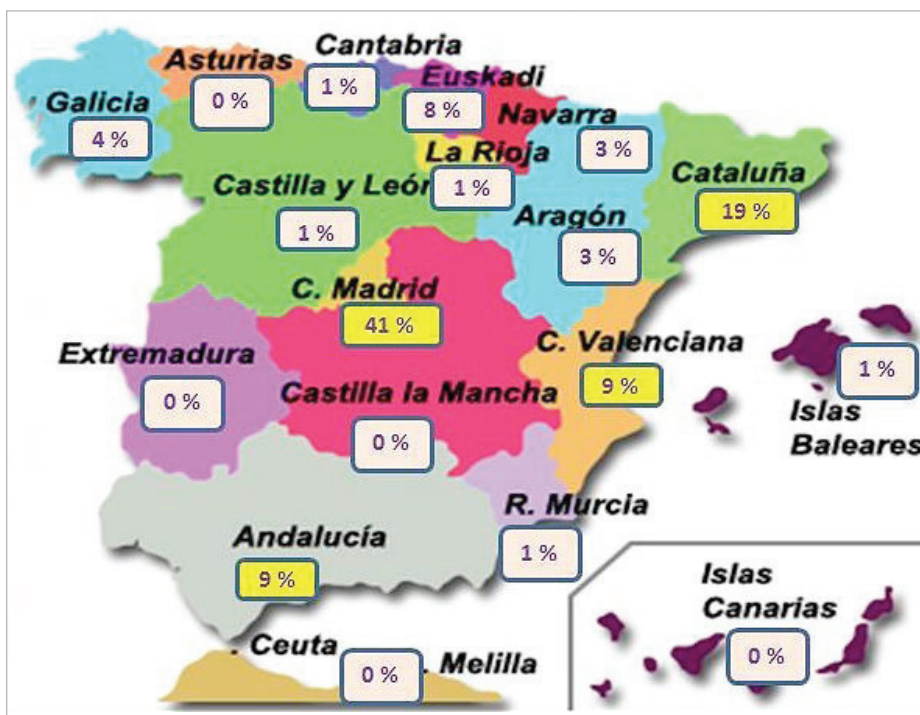 Cantabria
1 %
Asturias
0 %
Euskadi
8 %
Galicia
4 %
Navarra
3 %
La Rioja
1 %
Cataluña
19 %
Castilla y León
1 %
Aragón
3 %
C. Madrid
41 %
C. Valenciana
9 %
Extremadura
0 %
1 %
Islas
Baleares
Castilla la Mancha
0 %
R. Murcia
1 %
Andalucía
9 %
Islas
Canarias
0 %
. Ceuta
0 %
. Melilla